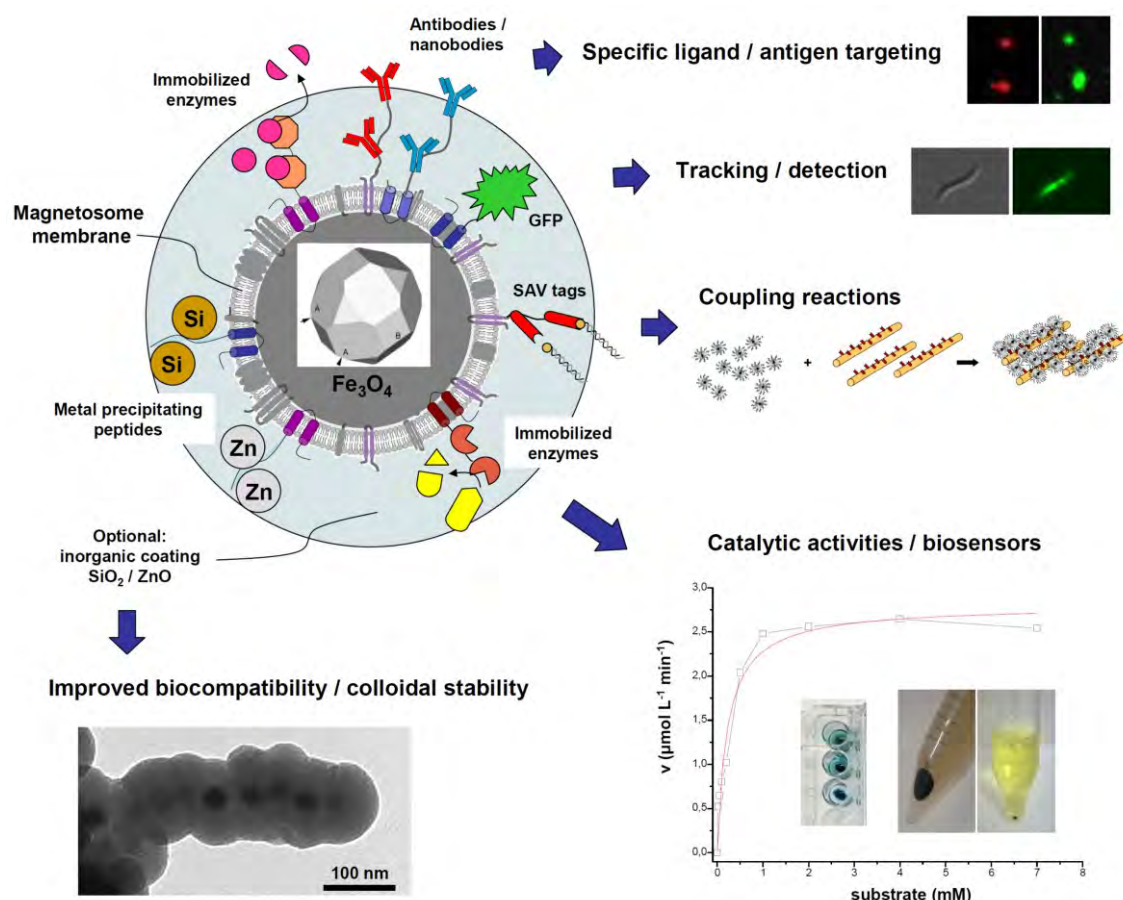 Antibodies /
nanobodies
Immobilized
enzymes
Specific ligand / antigen targeting
Magnetosome
membrane
GFP
Tracking / detection
A
B
A
Fe₃O₄
Si
Si
SAV tags
Coupling reactions
+
Metal precipitating
peptides
Zn
Zn
Immobilized
enzymes
Optional:
inorganic coating
SiO₂ / ZnO
Improved biocompatibility / colloidal stability
100 nm
Catalytic activities / biosensors
v (µmol L⁻¹ min⁻¹)
3,0
2,5
2,0
1,5
1,0
0,5
0,0
0 1 2 3 4 5 6 7 8
substrate (mM)